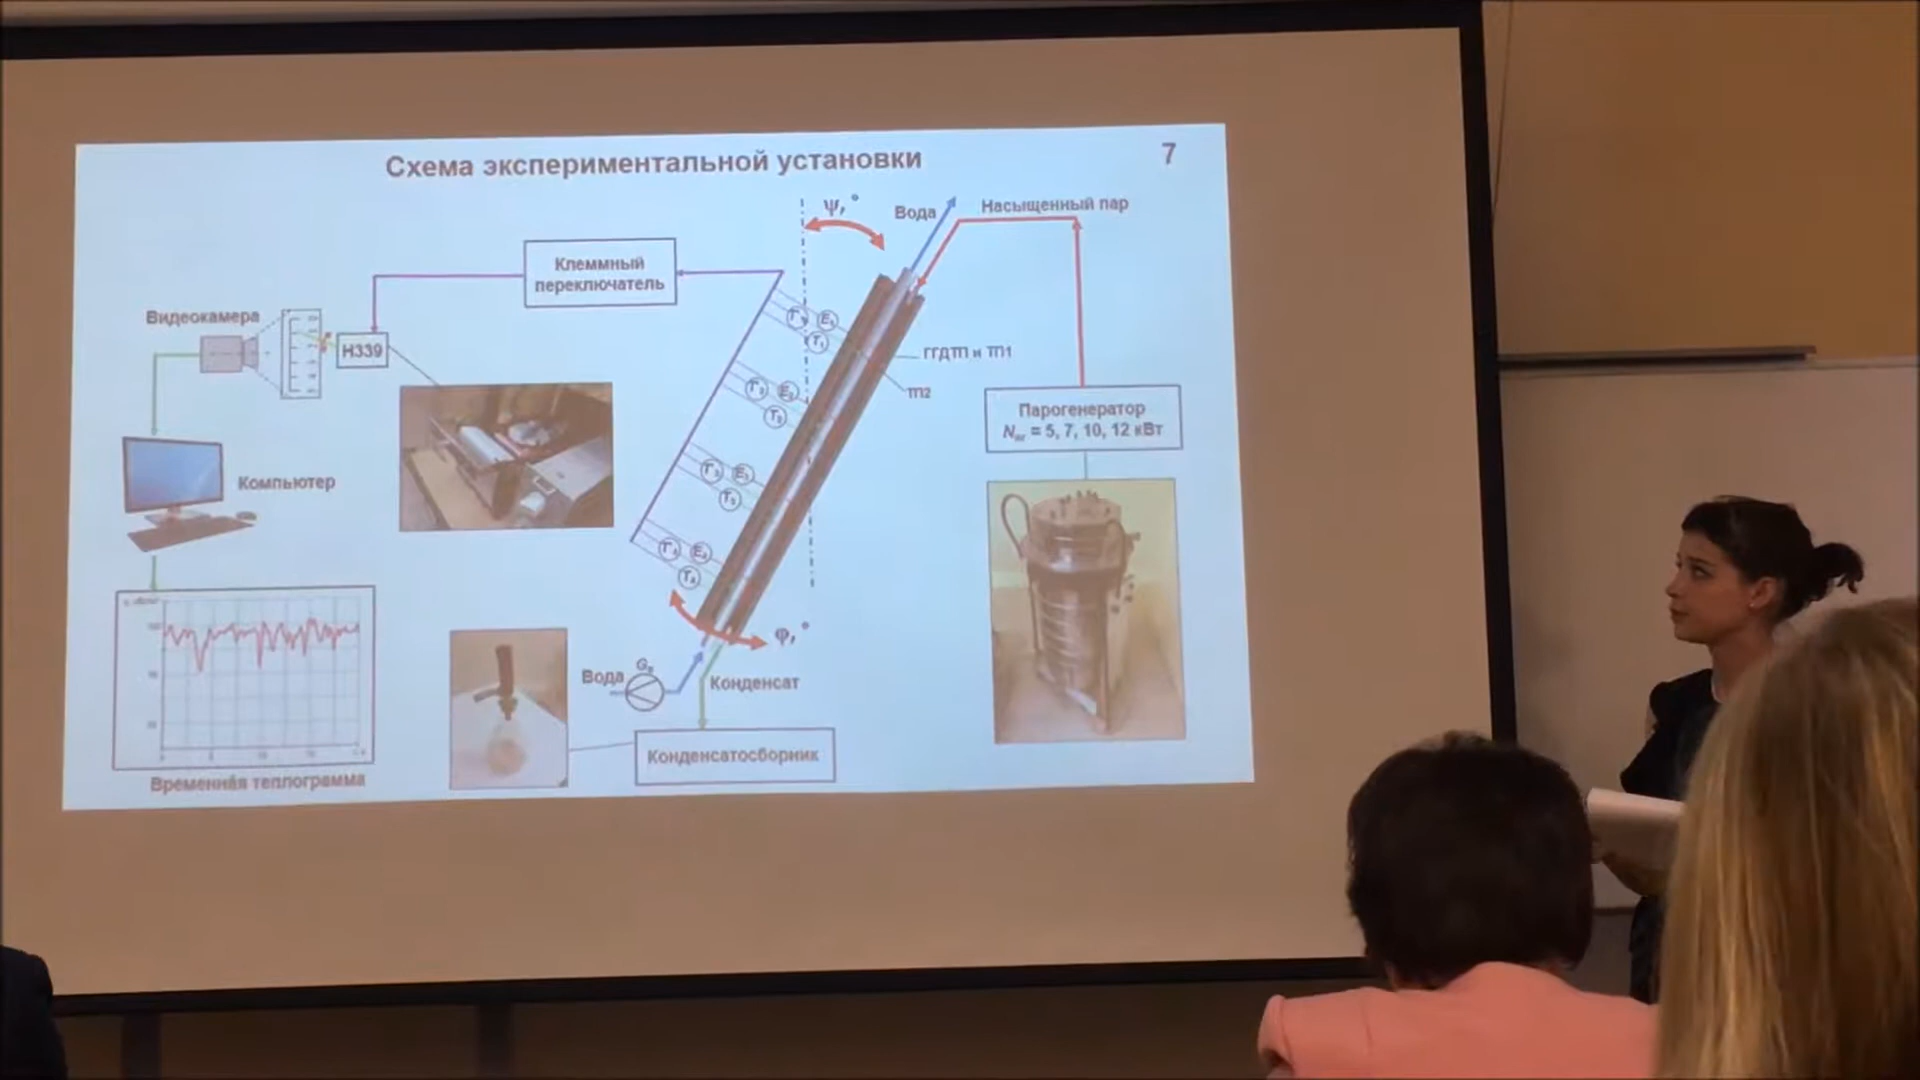 Схема экспериментальной установки
7
ψ, °
Вода
Насыщенный пар
Клеммный
переключатель
Видеокамера
Н339
ГГДТП и ТП1
ТП2
Парогенератор
= 5, 7, 10, 12 кВт
Компьютер
φ, °
Вода
Конденсат
Конденсатосборник
Временная теплограмма